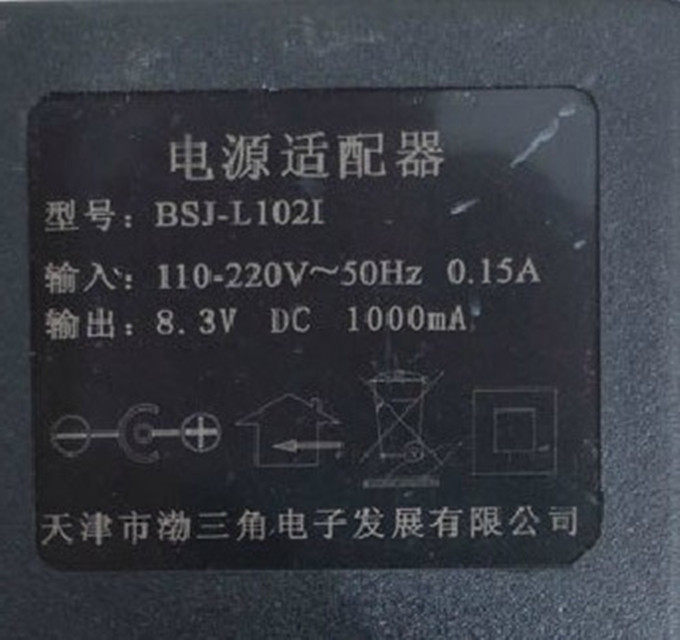 电源适配器
型号：BSJ-L102I
输入：110-220V～50Hz 0.15A
输出：8.3V DC 1000mA
天津市渤三角电子发展有限公司